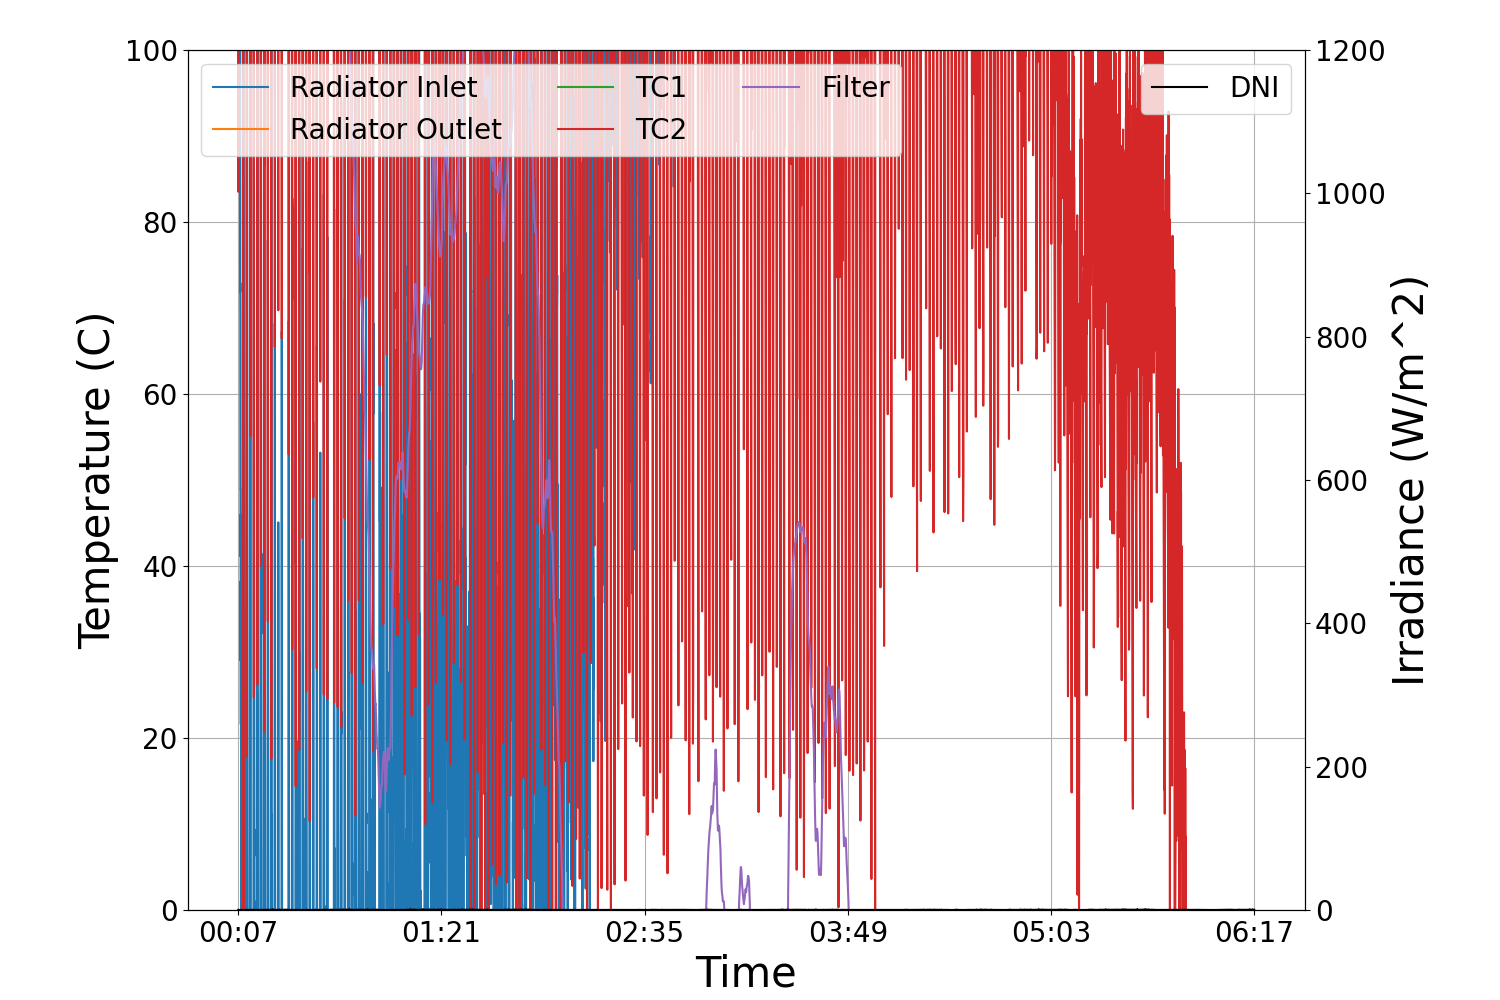 Radiator Inlet
Radiator Outlet
TC1
TC2
Filter
DNI
Temperature (C)
100
80
60
40
20
0
1200
1000
800
600
400
200
0
Irradiance (W/m^2)
00:07 01:21 02:35 03:49 05:03 06:17
Time